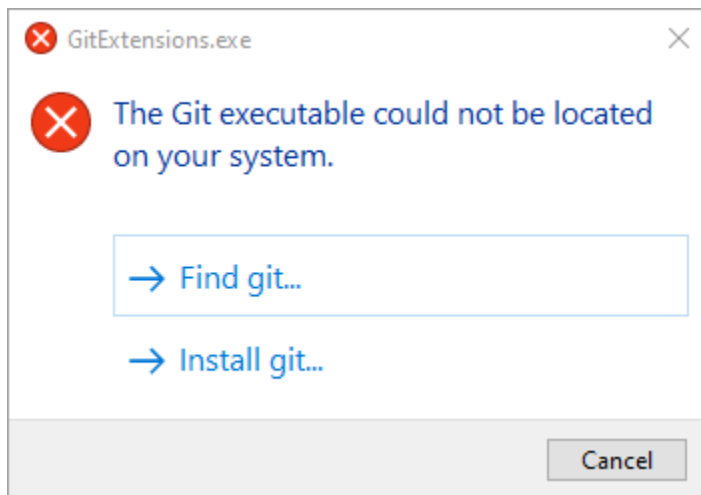 GitExtensions.exe
The Git executable could not be located
on your system.
Find git...
Install git...
Cancel